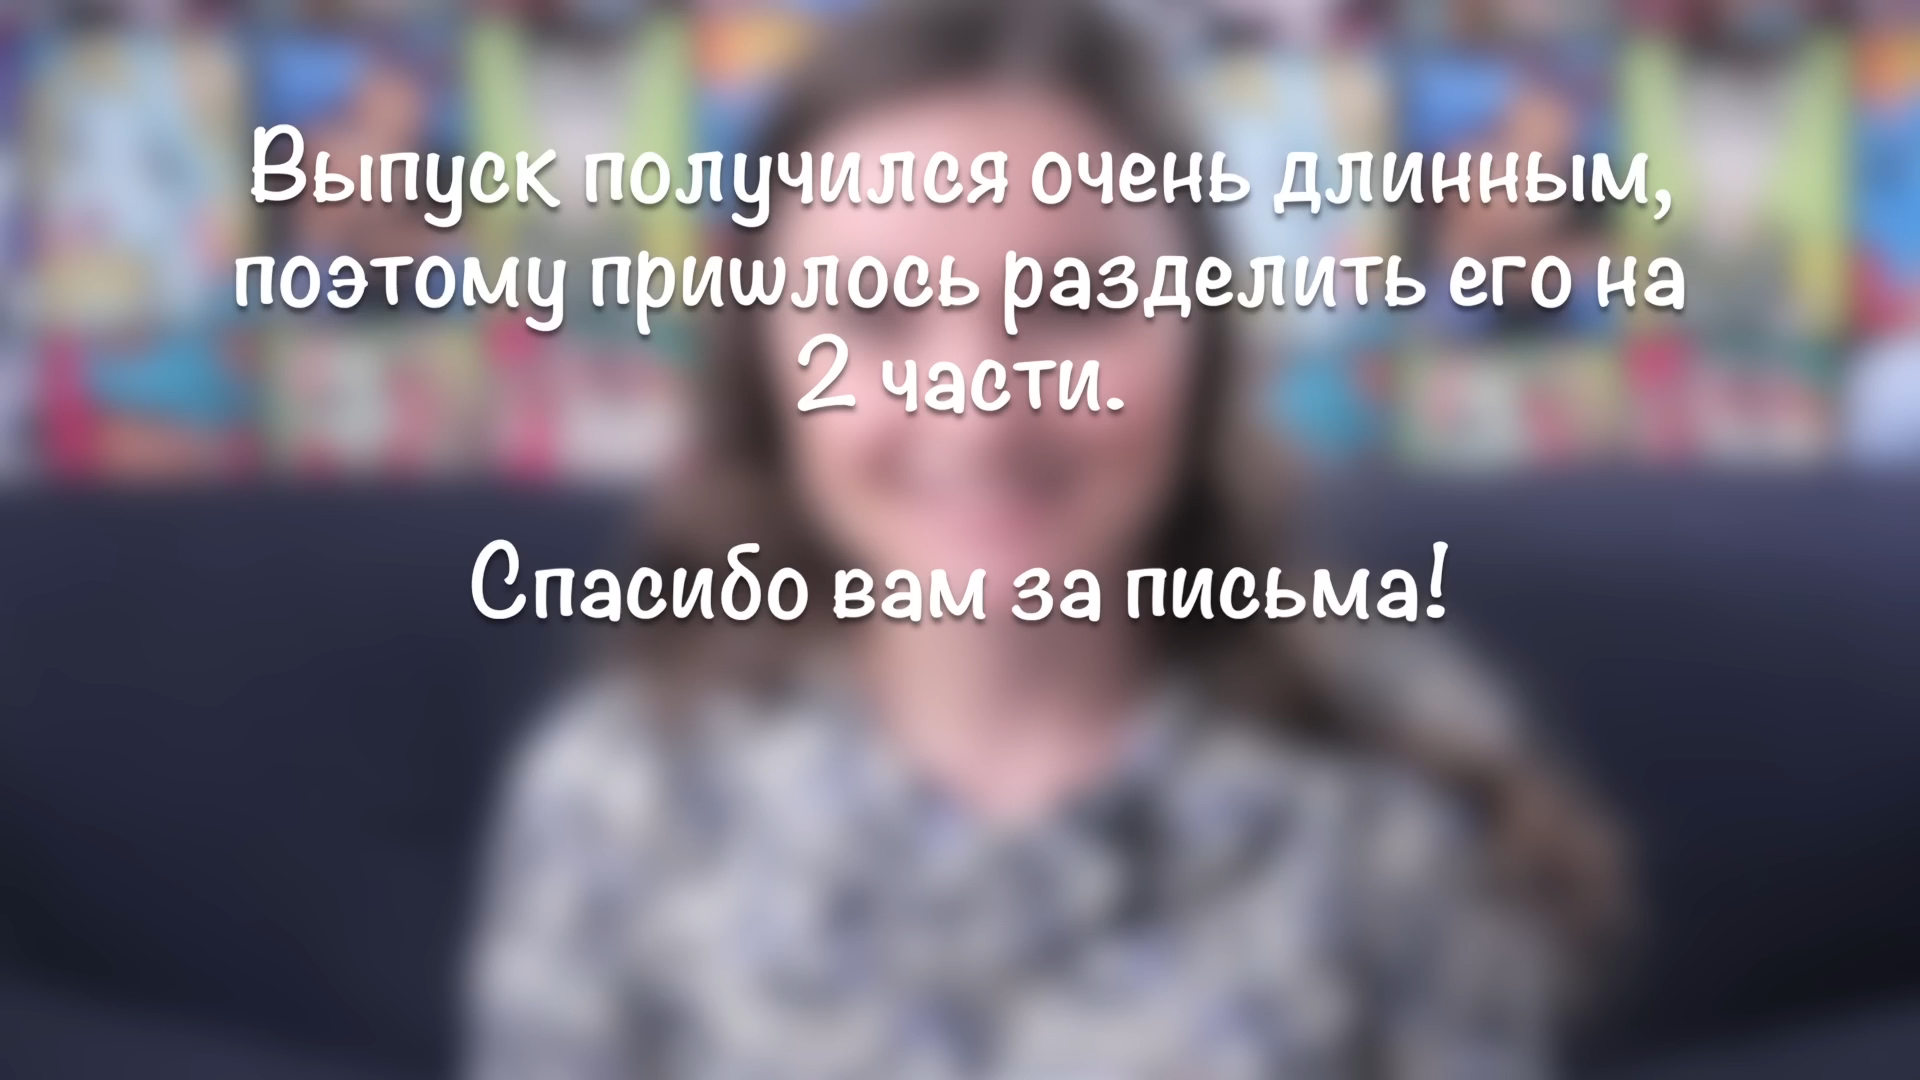 Выпуск получился очень длинным,
поэтому пришлось разделить его на
2 части.
Спасибо вам за письма!